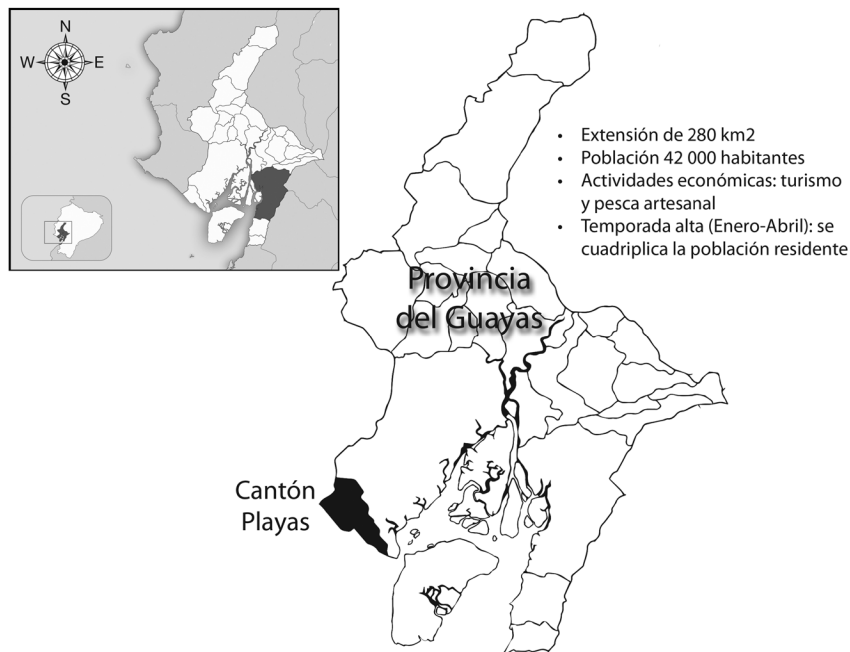 N
W E
S
• Extensión de 280 km2
• Población 42 000 habitantes
• Actividades económicas: turismo
y pesca artesanal
• Temporada alta (Enero-Abril): se
cuadriplica la población residente
Provincia
del Guayas
Cantón
Playas